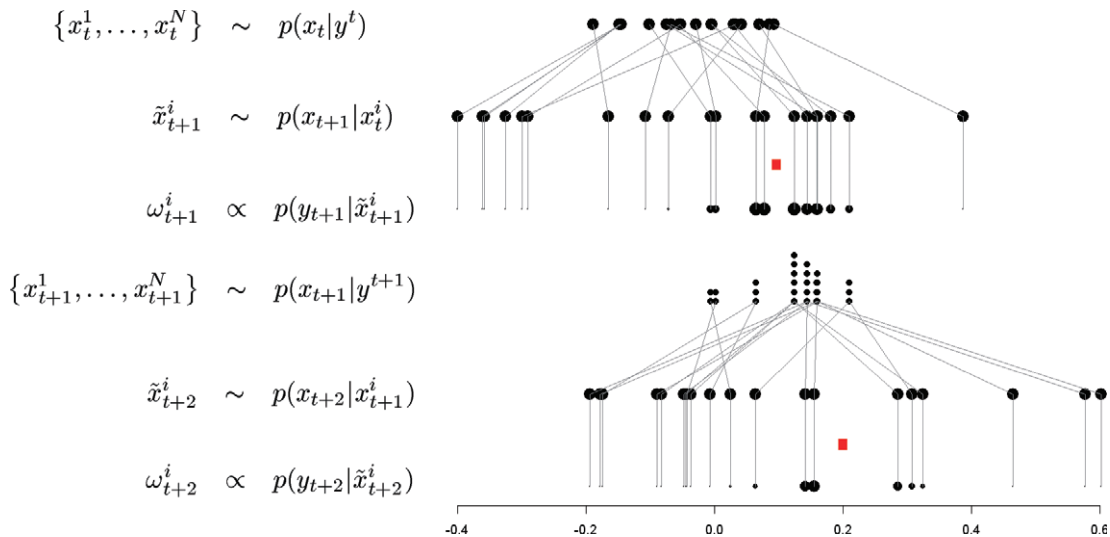 {x_t^1, . . . , x_t^N} ∼ p(x_t|y^t)
x̃_{t+1}^i ∼ p(x_{t+1}|x_t^i)
ω_{t+1}^i ∝ p(y_{t+1}|x̃_{t+1}^i)
{x_{t+1}^1, . . . , x_{t+1}^N} ∼ p(x_{t+1}|y^{t+1})
x̃_{t+2}^i ∼ p(x_{t+2}|x_{t+1}^i)
ω_{t+2}^i ∝ p(y_{t+2}|x̃_{t+2}^i)
-0.4 -0.2 0.0 0.2 0.4 0.6